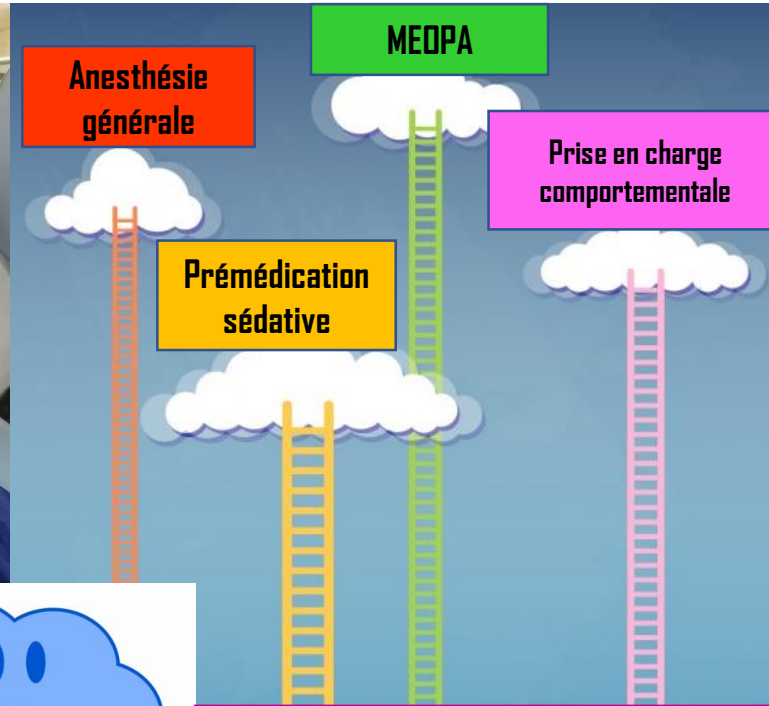 MEOPA
Anesthésie
générale
Prise en charge
comportementale
Prémédication
sédative